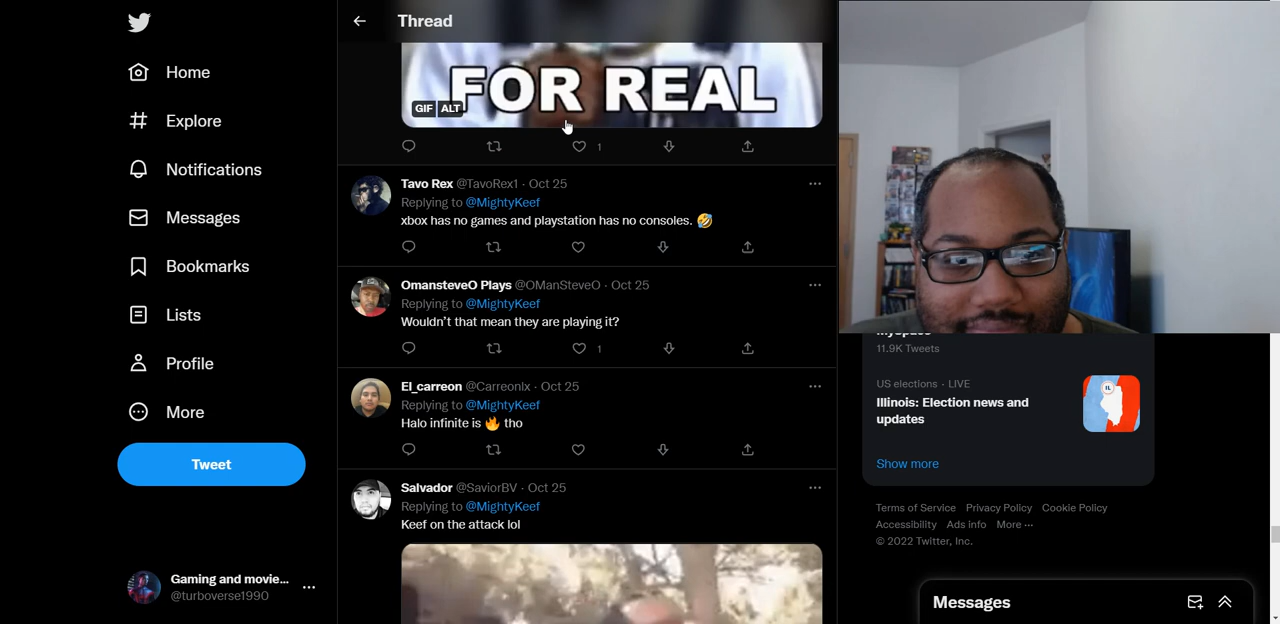 Thread
Home
Explore
Notifications
Messages
Bookmarks
Lists
Profile
More
Tweet
Gaming and movie...
@turboverse1990
FOR REAL
GIF ALT
1
Tavo Rex @TavoRex1 · Oct 25
Replying to @MightyKeef
xbox has no games and playstation has no consoles. 🤣
OmansteveO Plays @OManSteveO · Oct 25
Replying to @MightyKeef
Wouldn't that mean they are playing it?
1
El_carreon @Carreonlx · Oct 25
Replying to @MightyKeef
Halo infinite is 🔥 tho
Salvador @SaviorBV · Oct 25
Replying to @MightyKeef
Keef on the attack lol
11.9K Tweets
US elections · LIVE
Illinois: Election news and
updates
IL
Show more
Terms of Service Privacy Policy Cookie Policy
Accessibility Ads info More ···
© 2022 Twitter, Inc.
Messages